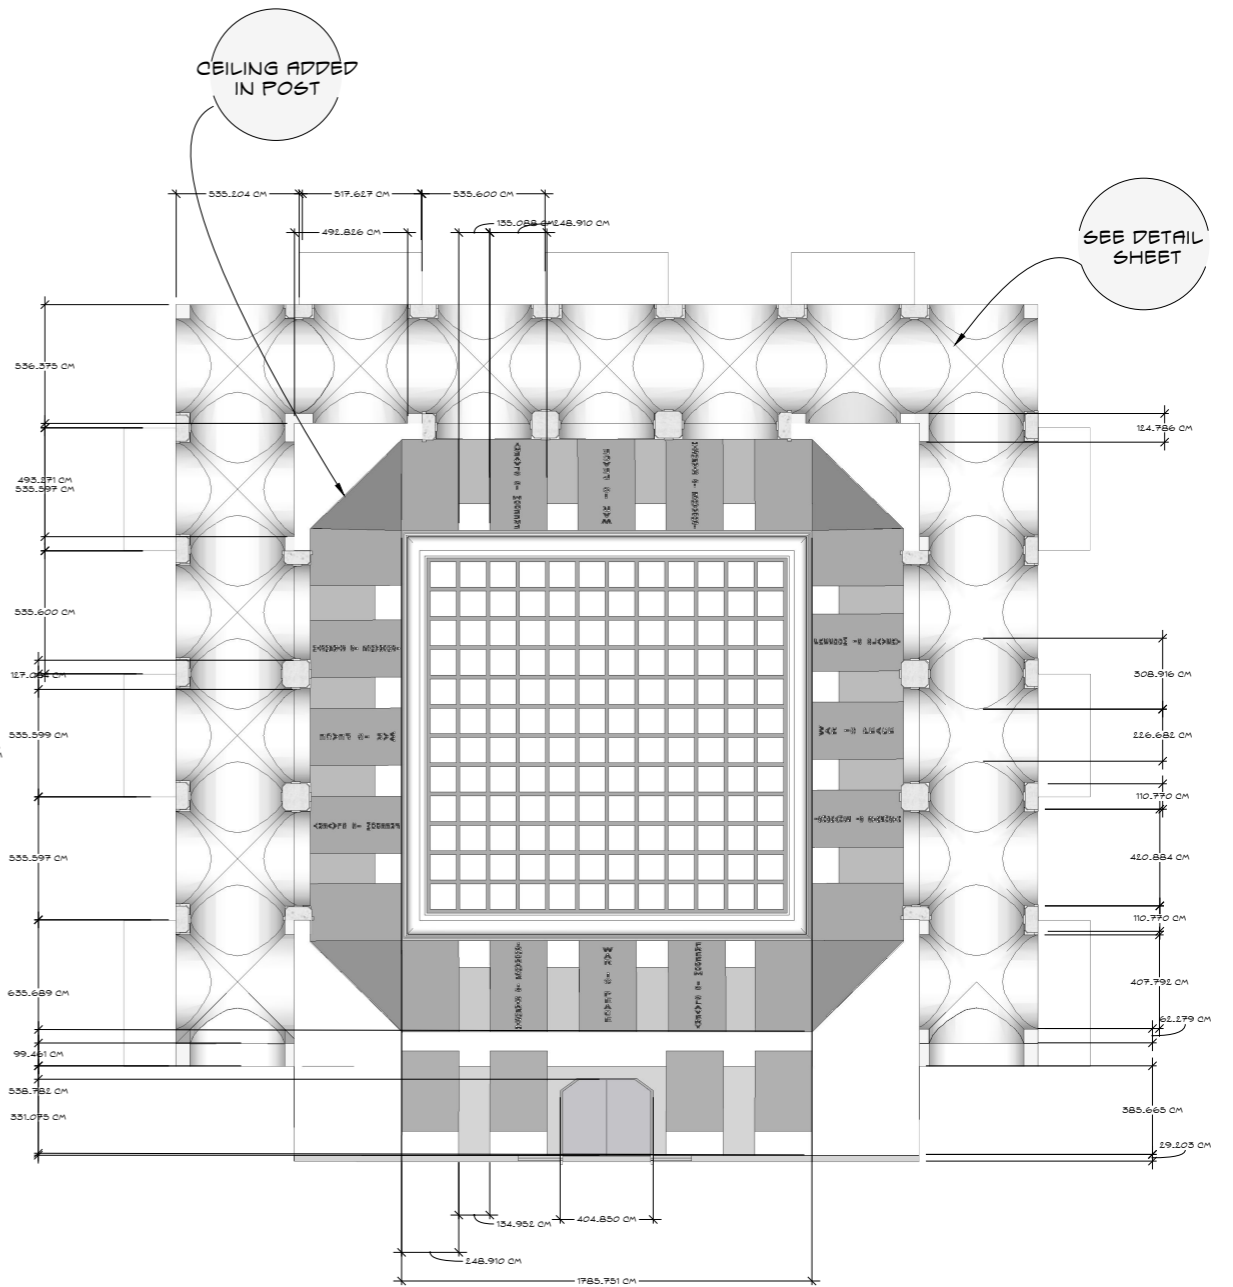 CEILING ADDED
IN POST
SEE DETAIL
SHEET
535.204 CM
517.627 CM
535.600 CM
492.826 CM
135.088 CM
248.910 CM
536.375 CM
124.786 CM
493.271 CM
535.597 CM
535.600 CM
308.916 CM
535.599 CM
226.682 CM
110.770 CM
535.597 CM
420.884 CM
110.770 CM
635.689 CM
407.792 CM
62.279 CM
99.461 CM
538.782 CM
331.075 CM
385.665 CM
29.203 CM
134.952 CM
404.850 CM
248.910 CM
1785.751 CM